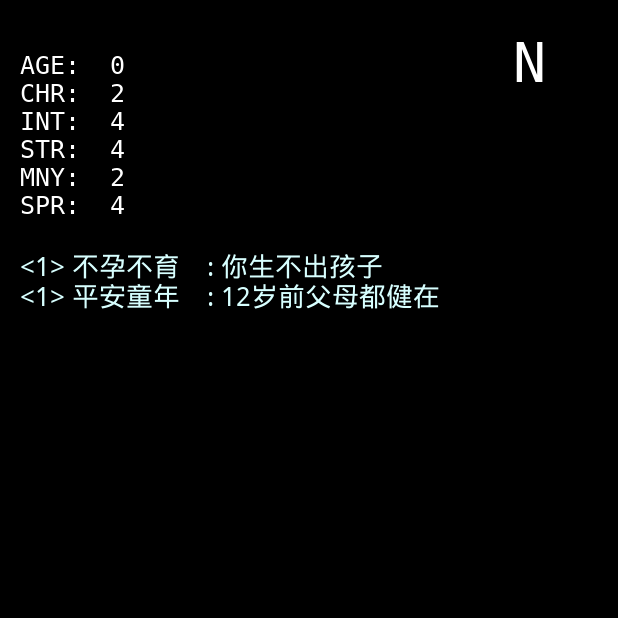 N
AGE: 0
CHR: 2
INT: 4
STR: 4
MNY: 2
SPR: 4
<1> 不孕不育 : 你生不出孩子
<1> 平安童年 : 12岁前父母都健在